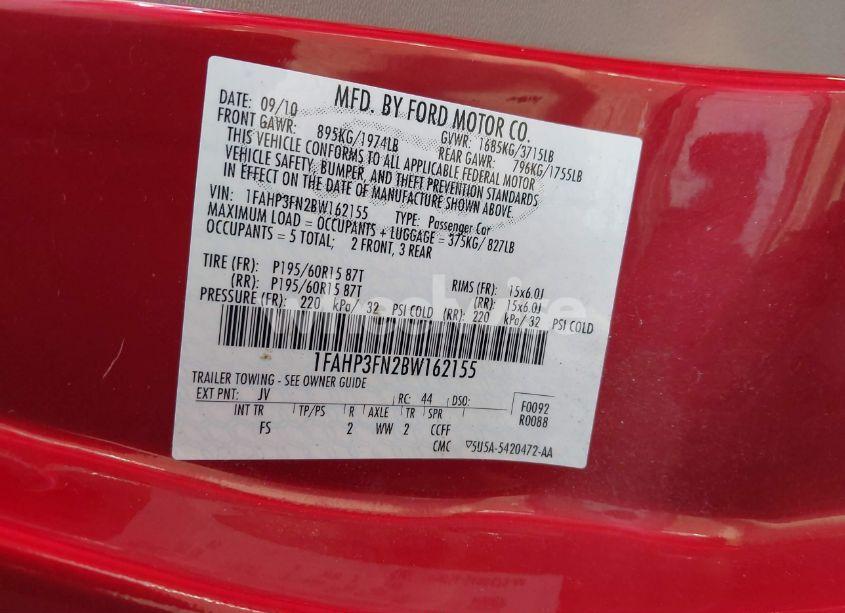 MFD. BY FORD MOTOR CO.
DATE: 09/10 GVWR: 1685KG/3715LB
FRONT GAWR: 895KG/1974LB REAR GAWR: 796KG/1755LB
THIS VEHICLE CONFORMS TO ALL APPLICABLE FEDERAL MOTOR
VEHICLE SAFETY, BUMPER, AND THEFT PREVENTION STANDARDS
IN EFFECT ON THE DATE OF MANUFACTURE SHOWN ABOVE.
VIN: 1FAHP3FN2BW162155 TYPE: Passenger Car
MAXIMUM LOAD = OCCUPANTS + LUGGAGE = 375KG/ 827LB
OCCUPANTS = 5 TOTAL; 2 FRONT, 3 REAR
TIRE (FR): P195/60R15 87T RIMS (FR): 15x6.0J
(RR): P195/60R15 87T (RR): 15x6.0J
PRESSURE (FR): 220 kPa/ 32 PSI COLD (RR): 220 kPa/ 32 PSI COLD
1FAHP3FN2BW162155
TRAILER TOWING - SEE OWNER GUIDE
EXT PNT: JV RC: 44 DSO: F0092
INT TR TP/PS R AXLE TR SPR R0088
FS 2 WW 2 CCFF
CMC 5U5A-5420472-AA